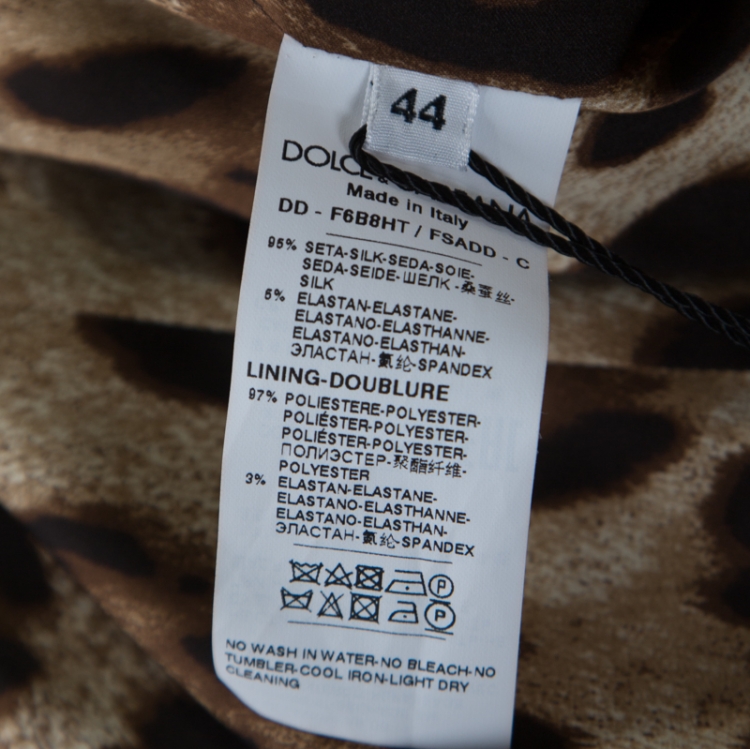 44
DOLCE & GABBANA
Made in Italy
DD - F6B8HT / FSADD - C
95% SETA-SILK-SEDA-SOIE-
SEDA-SEIDE-ШЕЛК-桑蚕丝-
SILK
5% ELASTAN-ELASTANE-
ELASTANO-ELASTHANNE-
ELASTANO-ELASTHAN-
ЭЛАСТАН-氨纶-SPANDEX
LINING-DOUBLURE
97% POLIESTERE-POLYESTER-
POLIÉSTER-POLYESTER-
POLIÉSTER-POLYESTER-
ПОЛИЭСТЕР-聚酯纤维-
POLYESTER
3% ELASTAN-ELASTANE-
ELASTANO-ELASTHANNE-
ELASTANO-ELASTHAN-
ЭЛАСТАН-氨纶-SPANDEX
P
P
NO WASH IN WATER-NO BLEACH-NO
TUMBLER-COOL IRON-LIGHT DRY
CLEANING